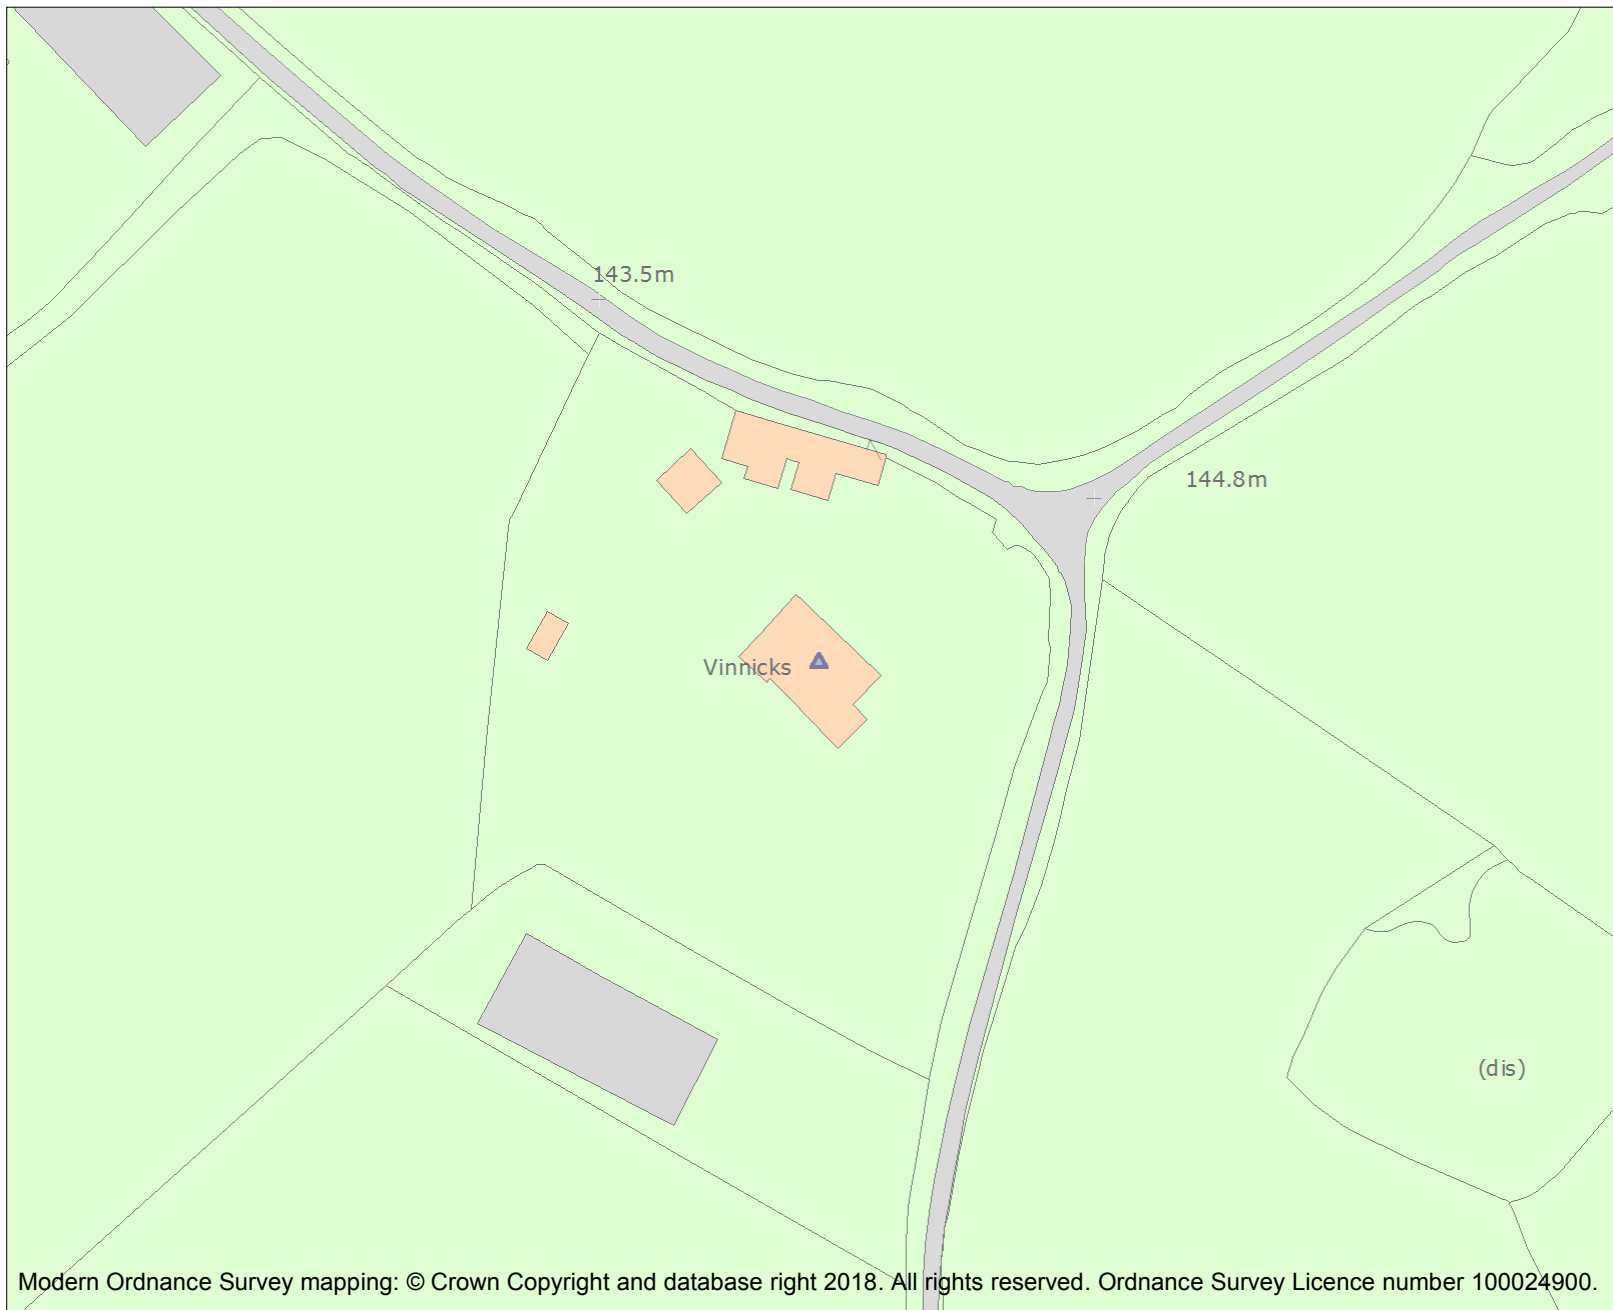 143.5m
144.8m
Vinnicks
(dis)
Modern Ordnance Survey mapping: © Crown Copyright and database right 2018. All rights reserved. Ordnance Survey Licence number 100024900.